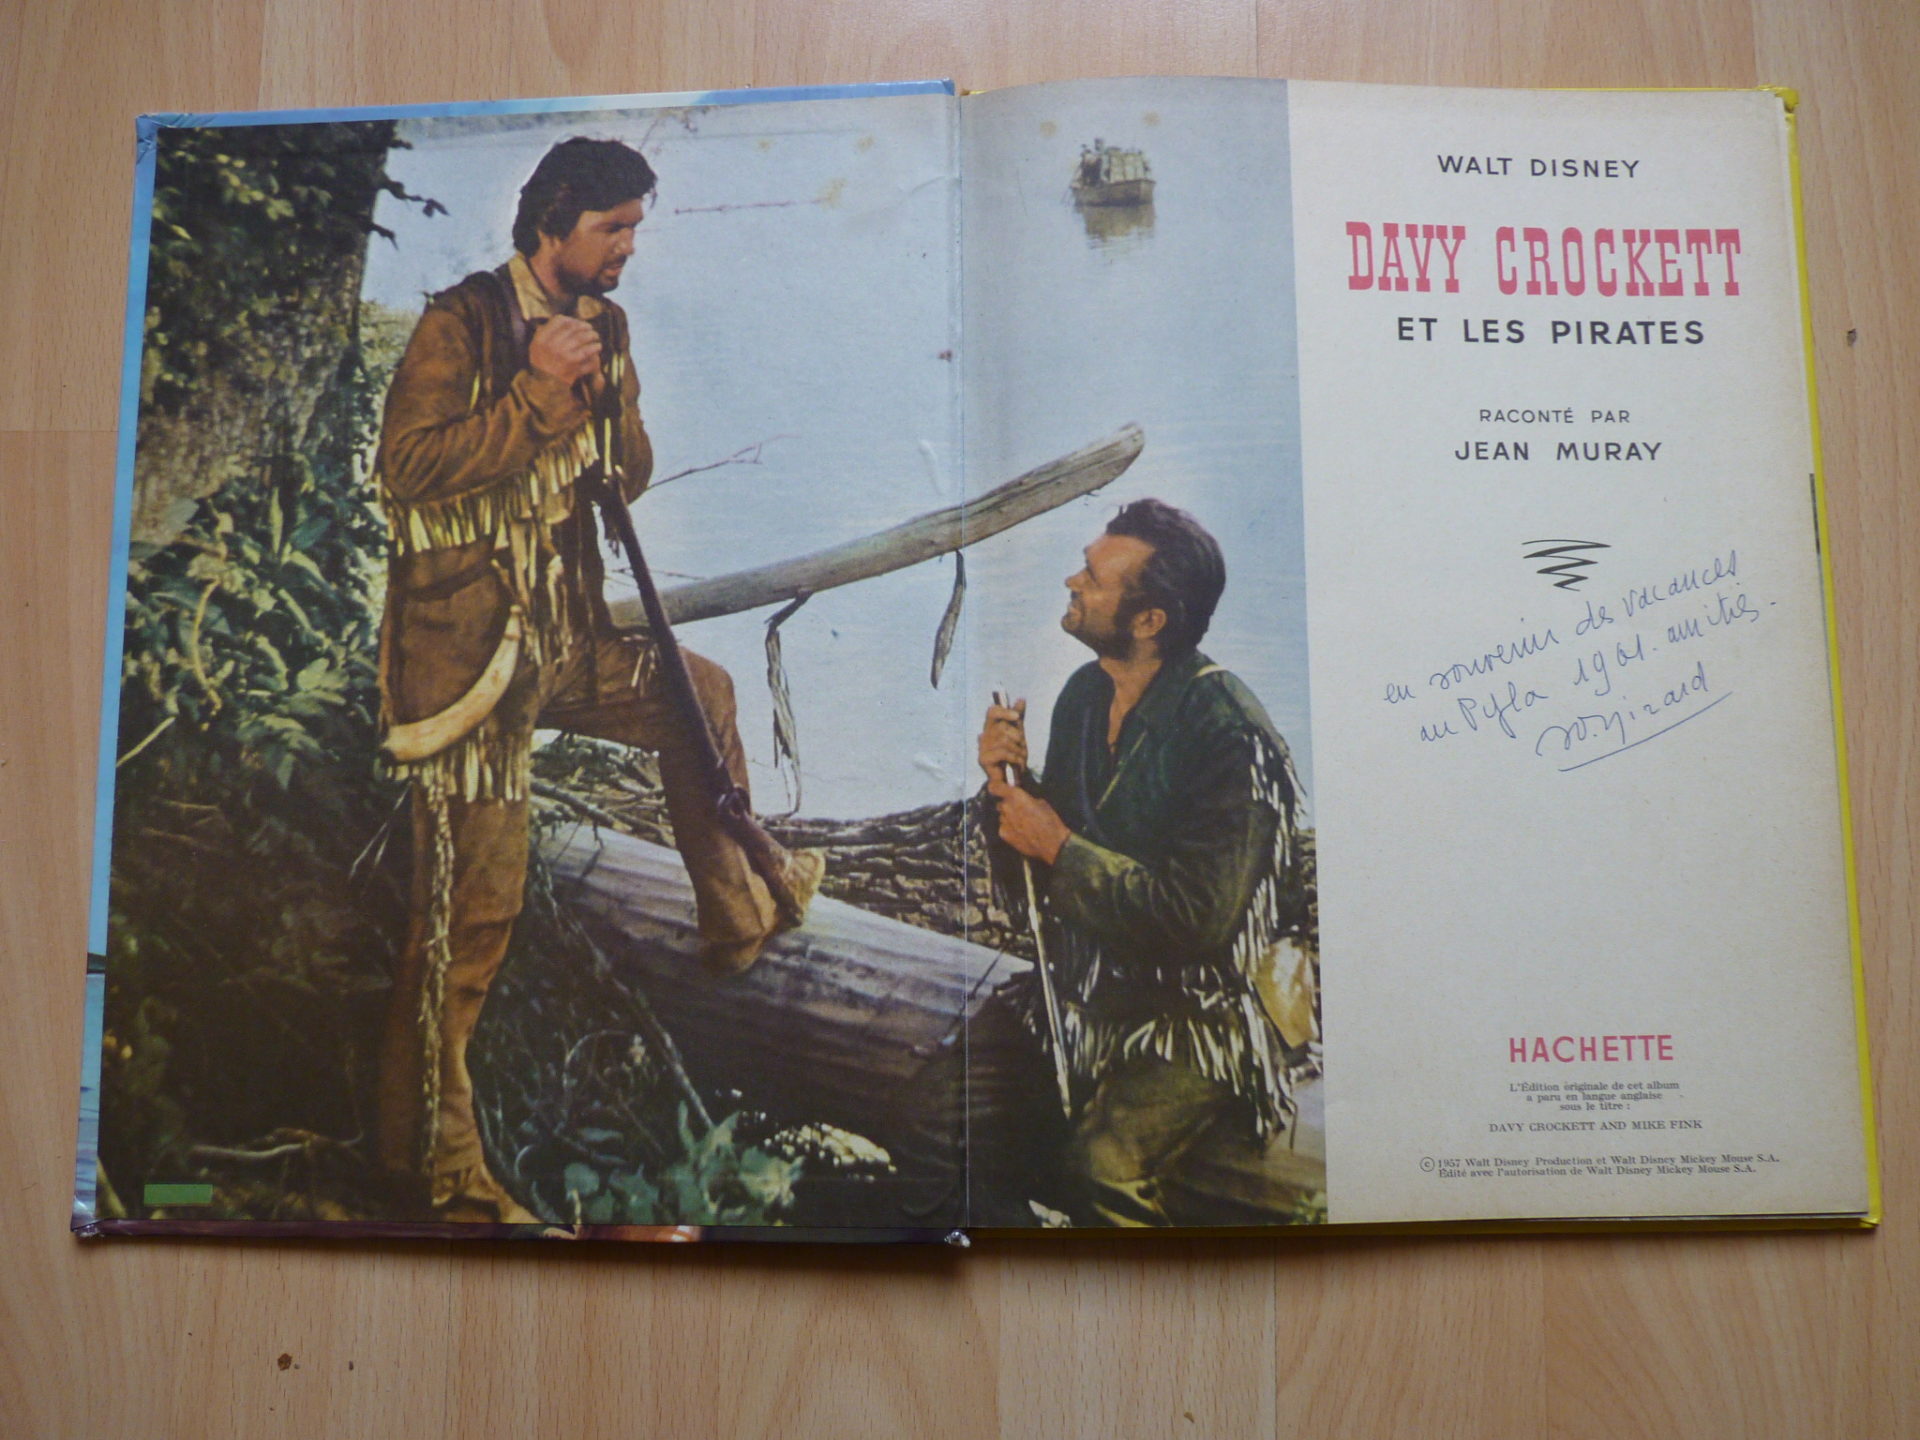 WALT DISNEY
DAVY CROCKETT
ET LES PIRATES
RACONTÉ PAR
JEAN MURAY
en souvenir des vacances
au Pyla 1961. amitiés.
HACHETTE
L'Édition originale de cet album
a paru en langue anglaise
sous le titre :
DAVY CROCKETT AND MIKE FINK
© 1957 Walt Disney Production et Walt Disney Mickey Mouse S.A.
Édité avec l'autorisation de Walt Disney Mickey Mouse S.A.